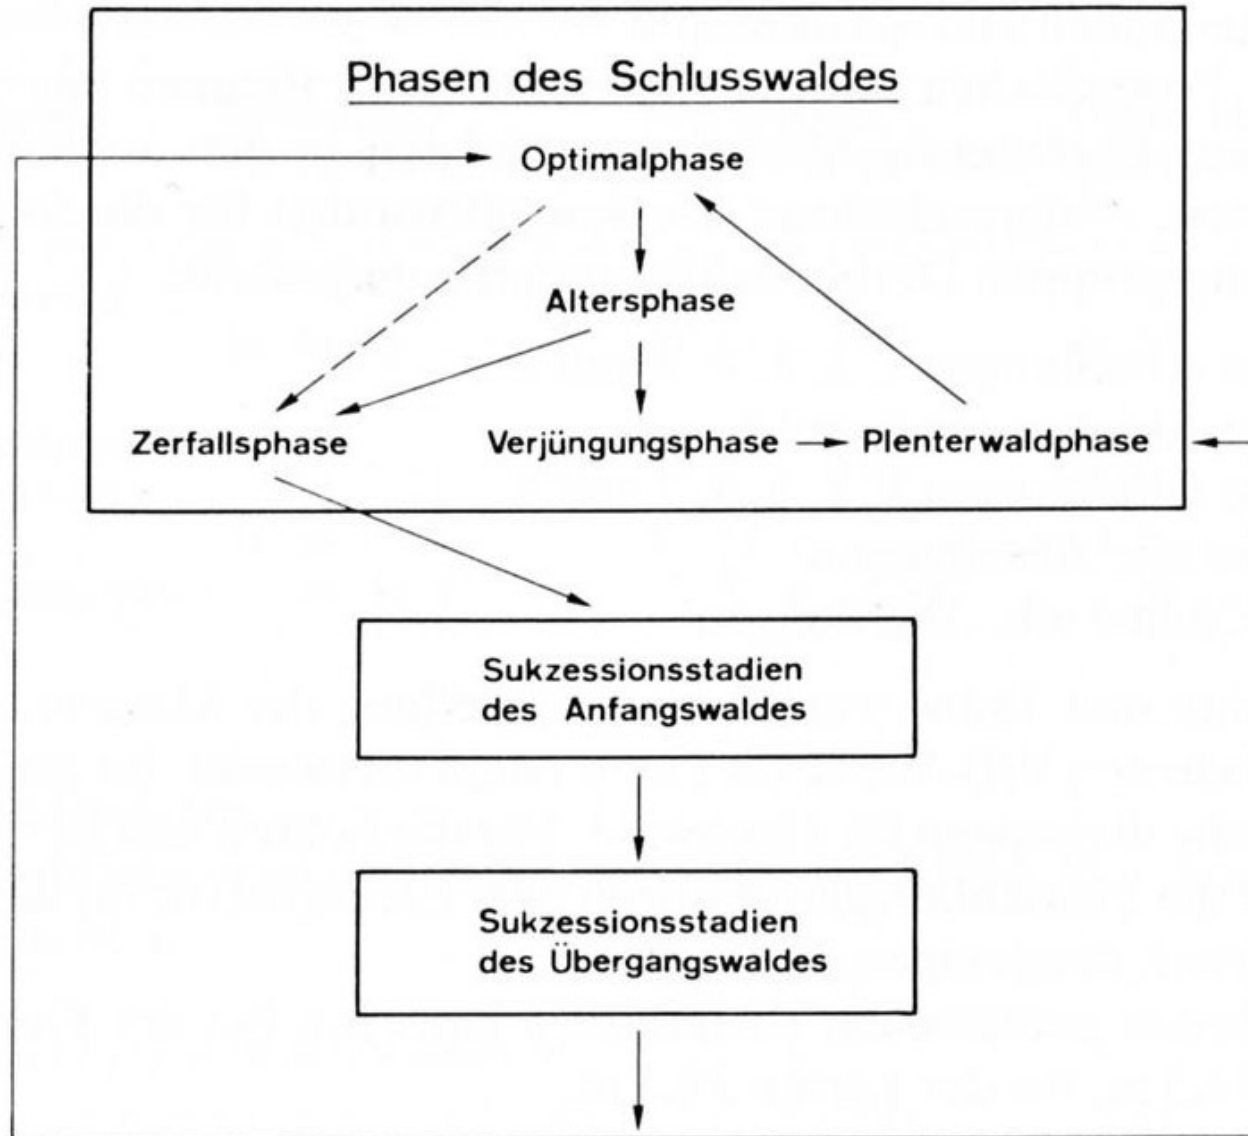 Phasen des Schlusswaldes
Optimalphase
Altersphase
Zerfallsphase Verjüngungsphase Plenterwaldphase
Sukzessionsstadien
des Anfangswaldes
Sukzessionsstadien
des Übergangswaldes